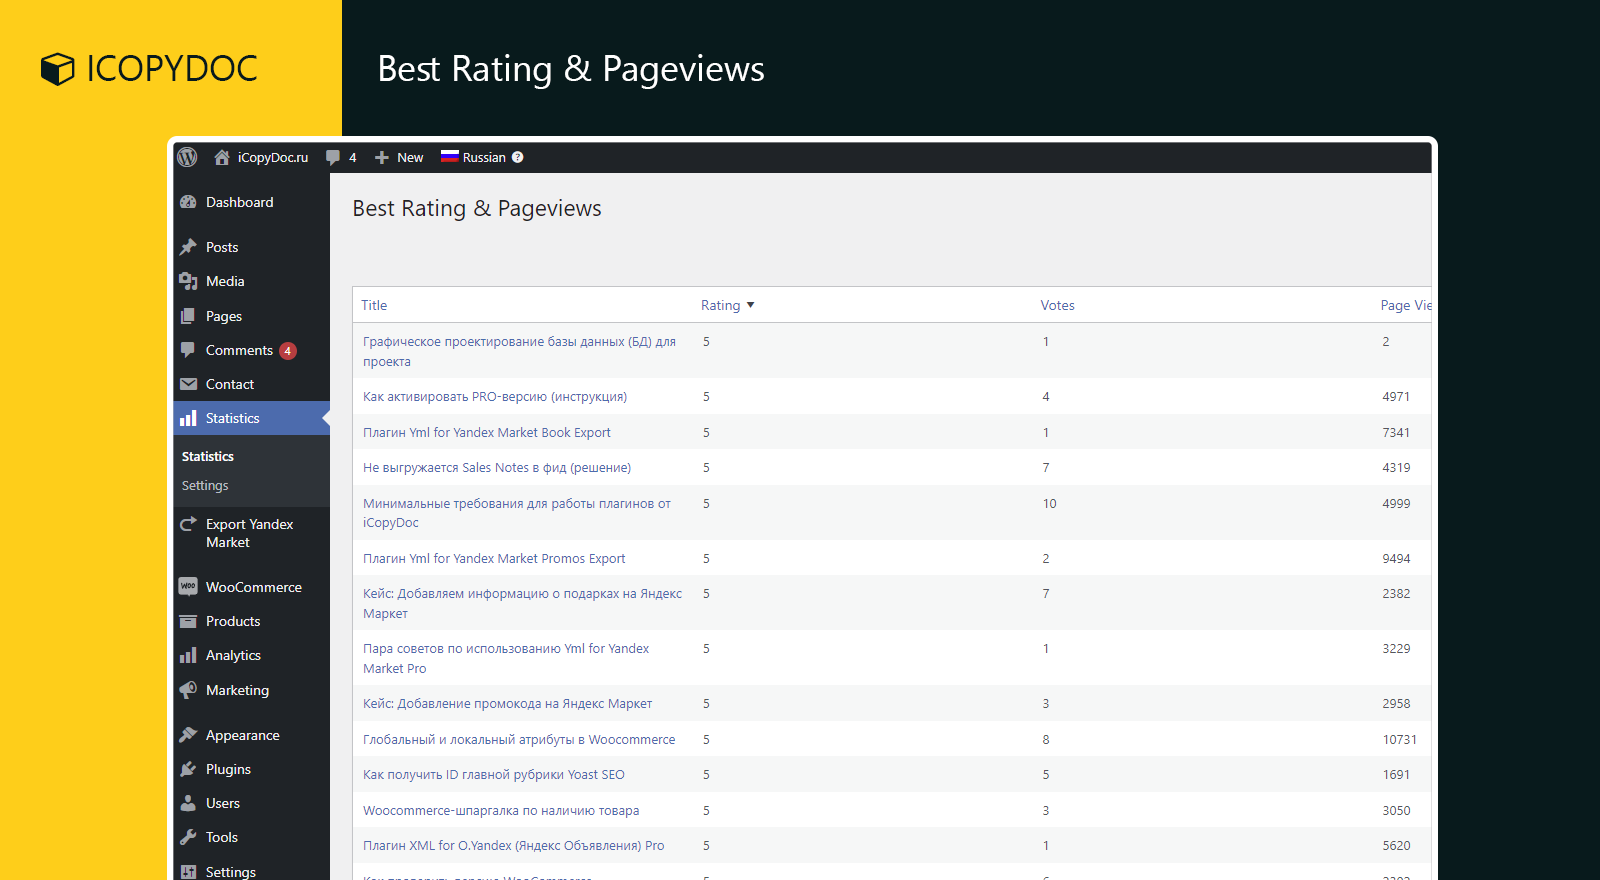 ICOPYDOC
Best Rating & Pageviews
iCopyDoc.ru
4
New
Russian
Dashboard
Posts
Media
Pages
Comments 4
Contact
Statistics
Statistics
Settings
Export Yandex
Market
WooCommerce
Products
Analytics
Marketing
Appearance
Plugins
Users
Tools
Settings
Best Rating & Pageviews
Title Rating Votes Page Vie
Графическое проектирование базы данных (БД) для 5 1 2
проекта
Как активировать PRO-версию (инструкция) 5 4 4971
Плагин Yml for Yandex Market Book Export 5 1 7341
Не выгружается Sales Notes в фид (решение) 5 7 4319
Минимальные требования для работы плагинов от 5 10 4999
iCopyDoc
Плагин Yml for Yandex Market Promos Export 5 2 9494
Кейс: Добавляем информацию о подарках на Яндекс 5 7 2382
Маркет
Пара советов по использованию Yml for Yandex 5 1 3229
Market Pro
Кейс: Добавление промокода на Яндекс Маркет 5 3 2958
Глобальный и локальный атрибуты в Woocommerce 5 8 10731
Как получить ID главной рубрики Yoast SEO 5 5 1691
Woocommerce-шпаргалка по наличию товара 5 3 3050
Плагин XML for O.Yandex (Яндекс Объявления) Pro 5 1 5620